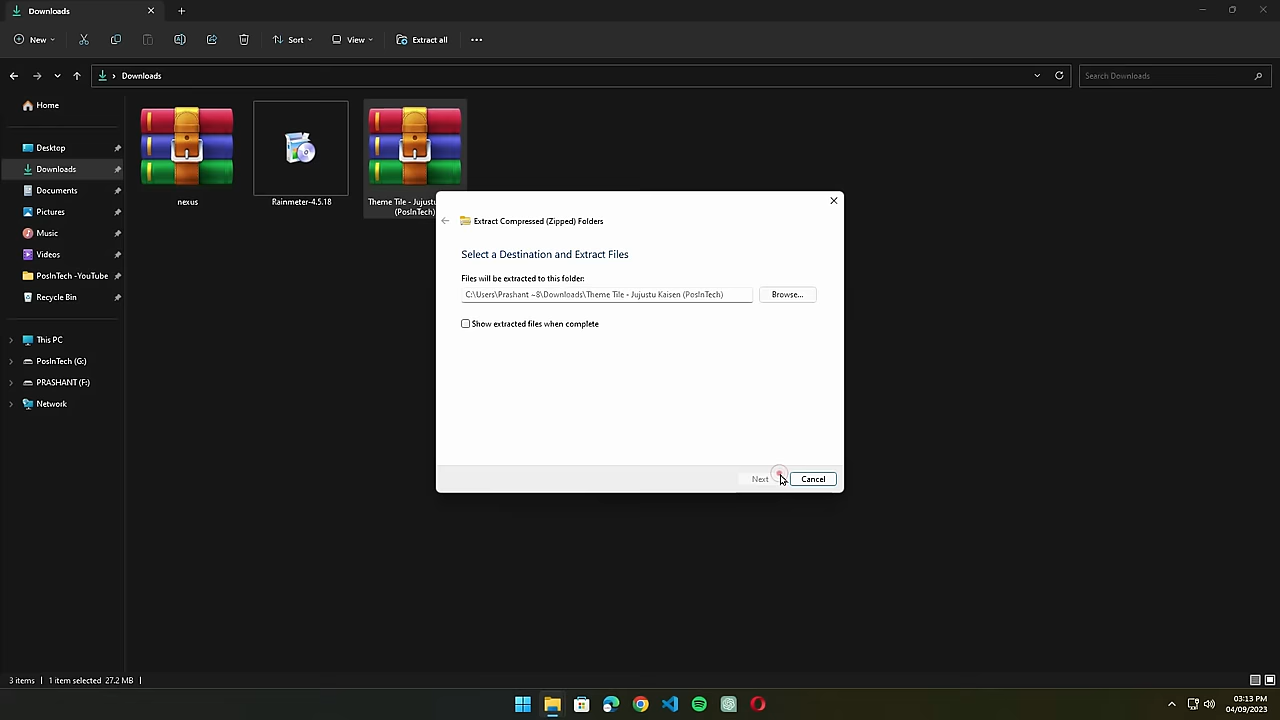 Downloads
New
Sort
View
Extract all
Downloads
Search Downloads
Home
Desktop
Downloads
Documents
Pictures
Music
Videos
PosInTech -YouTube
Recycle Bin
This PC
PosInTech (G:)
PRASHANT (F:)
Network
nexus
Rainmeter-4.5.18
Theme Tile - Jujustu
(PosInTech)
Extract Compressed (Zipped) Folders
Select a Destination and Extract Files
Files will be extracted to this folder:
C:\Users\Prashant ~8\Downloads\Theme Tile - Jujustu Kaisen (PosInTech)
Browse...
Show extracted files when complete
Next
Cancel
3 items
1 item selected 27.2 MB
03:13 PM
04/09/2023